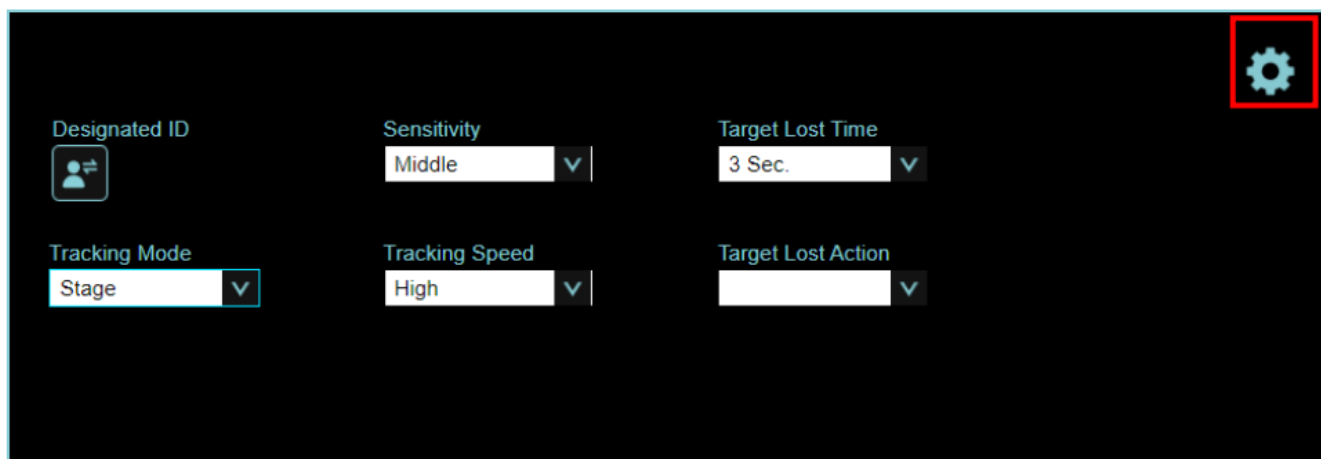 Designated ID
Sensitivity
Target Lost Time
Middle
3 Sec.
Tracking Mode
Tracking Speed
Target Lost Action
Stage
High